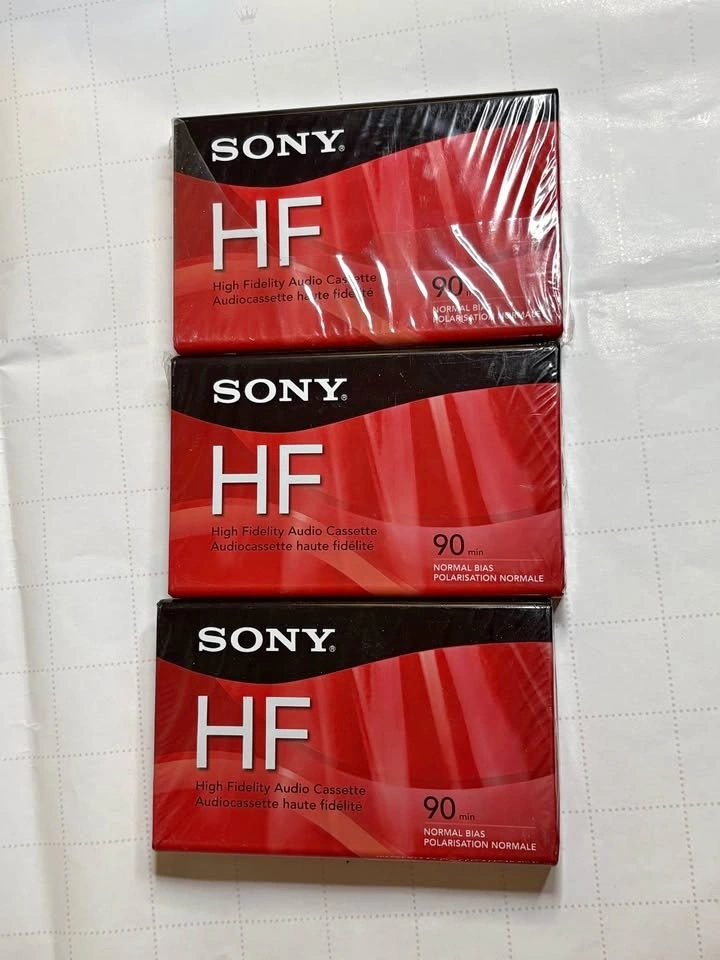 SONY®
HF
High Fidelity Audio Cassette
Audiocassette haute fidélité
90
NORMAL BIAS
POLARISATION NORMALE
SONY®
HF
High Fidelity Audio Cassette
Audiocassette haute fidélité
90 min
NORMAL BIAS
POLARISATION NORMALE
SONY®
HF
High Fidelity Audio Cassette
Audiocassette haute fidélité
90 min
NORMAL BIAS
POLARISATION NORMALE